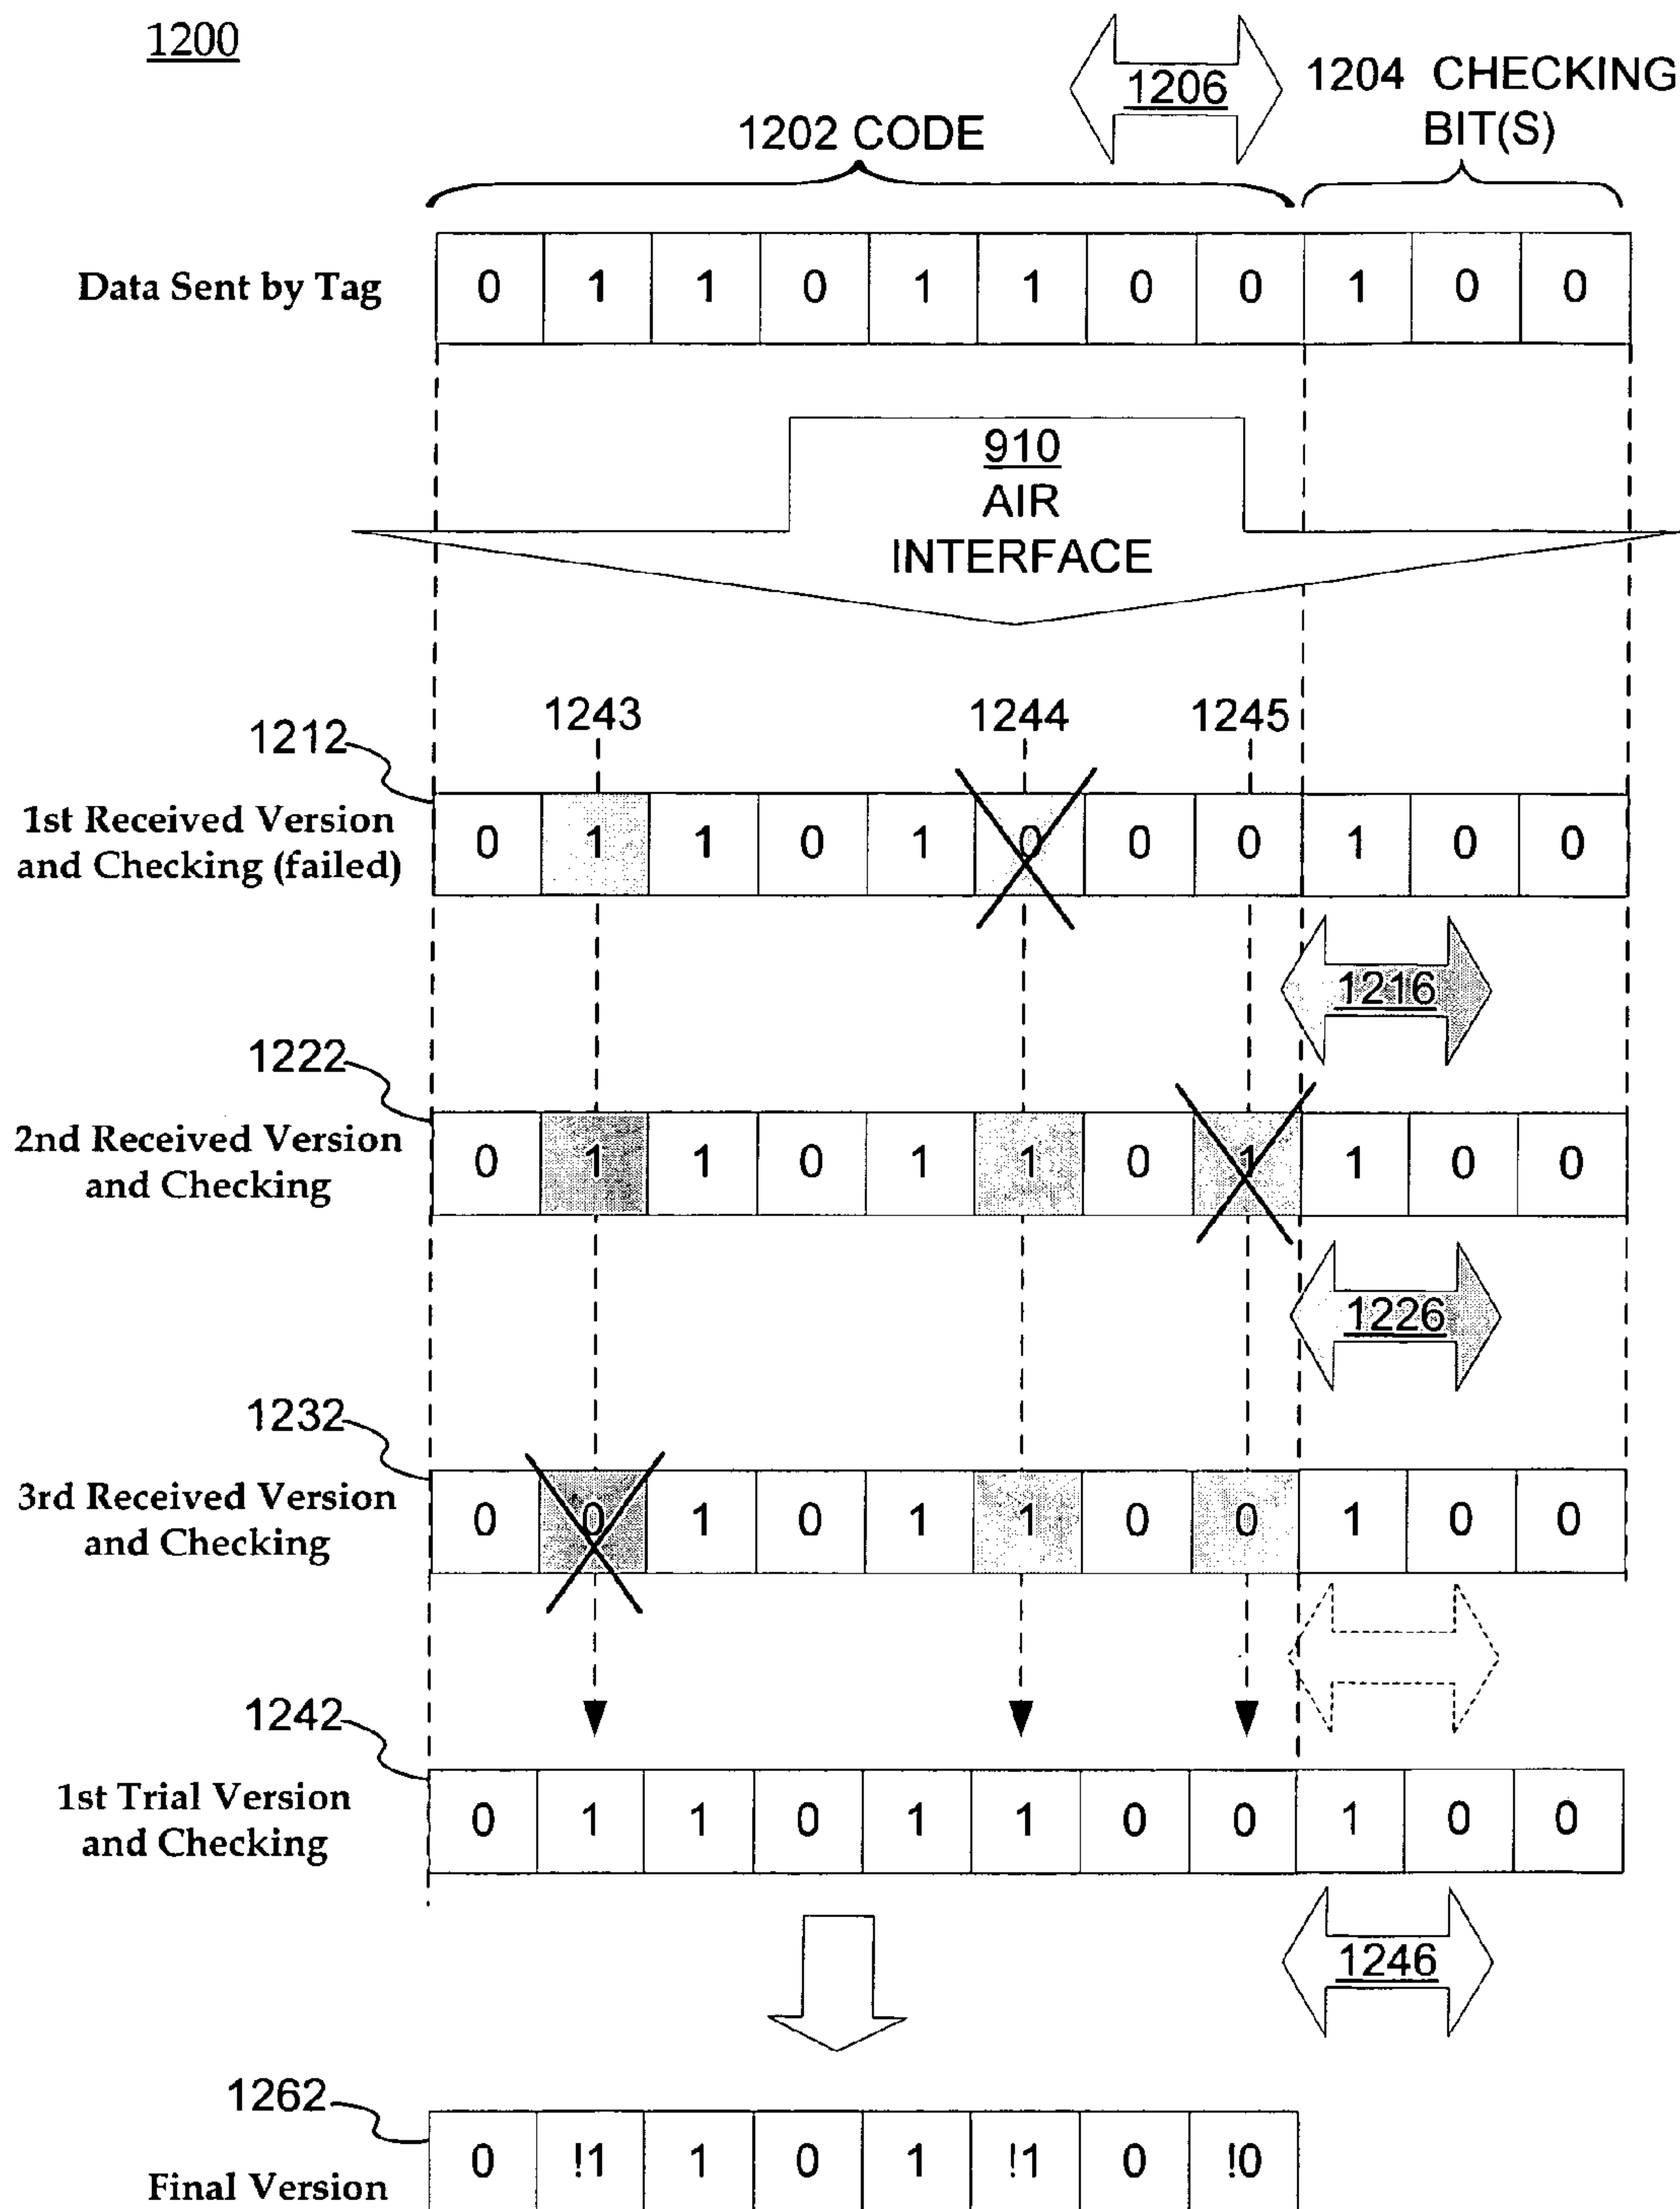 1200
1206
1204 CHECKING
BIT(S)
1202 CODE
Data Sent by Tag 0 1 1 0 1 1 0 0 1 0 0
910
AIR
INTERFACE
1243 1244 1245
1212
1st Received Version
and Checking (failed)
0 1 1 0 1 0 0 0 1 0 0
1216
1222
2nd Received Version
and Checking
0 1 1 0 1 1 0 1 1 0 0
1226
1232
3rd Received Version
and Checking
0 0 1 0 1 1 0 0 1 0 0
1242
1st Trial Version
and Checking
0 1 1 0 1 1 0 0 1 0 0
1246
1262
Final Version
0 !1 1 0 1 !1 0 !0